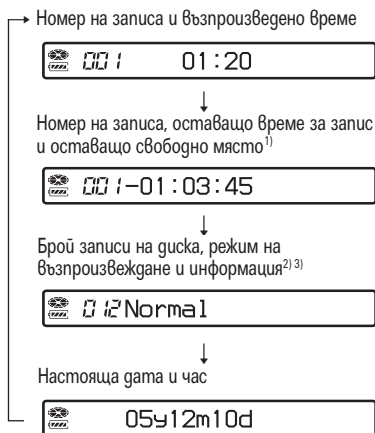 Номер на записа и възпроизведено време
001 01:20
Номер на записа, оставащо време за запис
и оставащо свободно място1)
001-01:03:45
Брой записи на диска, режим на
възпроизвеждане и информация2) 3)
012Normal
Настояща дата и час
05y12m10d